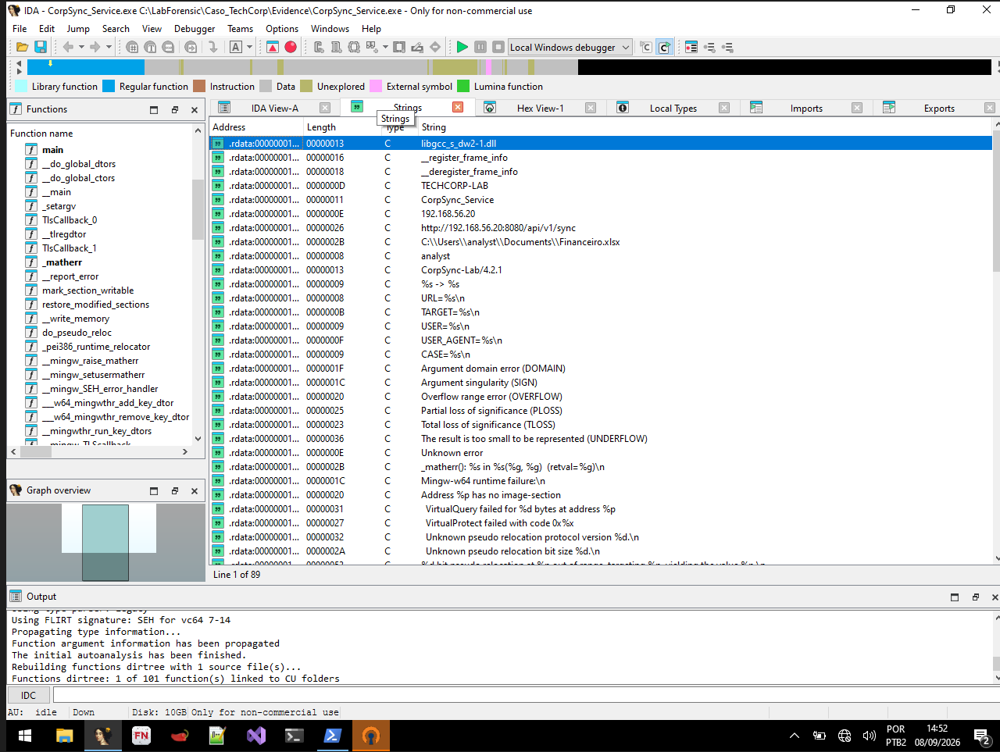 IDA - CorpSync_Service.exe C:\LabForensic\Caso_TechCorp\Evidence\CorpSync_Service.exe - Only for non-commercial use
File Edit Jump Search View Debugger Teams Options Windows Help
Local Windows debugger
Library function Regular function Instruction Data Unexplored External symbol Lumina function
Functions
IDA View-A Strings Hex View-1 Local Types Imports Exports
Strings
Function name
main
__do_global_dtors
__do_global_ctors
__main
_setargv
TlsCallback_0
__tlregdtor
TlsCallback_1
_matherr
__report_error
mark_section_writable
restore_modified_sections
__write_memory
do_pseudo_reloc
_pei386_runtime_relocator
__mingw_raise_matherr
__mingw_setusermatherr
__mingw_SEH_error_handler
___w64_mingwthr_add_key_dtor
___w64_mingwthr_remove_key_dtor
__mingwthr_run_key_dtors
__mingw_TLScallback
Address Length Type String
.rdata:00000001... 00000013 C libgcc_s_dw2-1.dll
.rdata:00000001... 00000016 C __register_frame_info
.rdata:00000001... 00000018 C __deregister_frame_info
.rdata:00000001... 0000000D C TECHCORP-LAB
.rdata:00000001... 00000011 C CorpSync_Service
.rdata:00000001... 0000000E C 192.168.56.20
.rdata:00000001... 00000026 C http://192.168.56.20:8080/api/v1/sync
.rdata:00000001... 0000002B C C:\\Users\\analyst\\Documents\\Financeiro.xlsx
.rdata:00000001... 00000008 C analyst
.rdata:00000001... 00000013 C CorpSync-Lab/4.2.1
.rdata:00000001... 00000009 C %s -> %s
.rdata:00000001... 00000008 C URL=%s\n
.rdata:00000001... 0000000B C TARGET=%s\n
.rdata:00000001... 00000009 C USER=%s\n
.rdata:00000001... 0000000F C USER_AGENT=%s\n
.rdata:00000001... 00000009 C CASE=%s\n
.rdata:00000001... 0000001F C Argument domain error (DOMAIN)
.rdata:00000001... 0000001C C Argument singularity (SIGN)
.rdata:00000001... 00000020 C Overflow range error (OVERFLOW)
.rdata:00000001... 00000025 C Partial loss of significance (PLOSS)
.rdata:00000001... 00000023 C Total loss of significance (TLOSS)
.rdata:00000001... 00000036 C The result is too small to be represented (UNDERFLOW)
.rdata:00000001... 0000000E C Unknown error
.rdata:00000001... 0000002B C _matherr(): %s in %s(%g, %g)  (retval=%g)\n
.rdata:00000001... 0000001C C Mingw-w64 runtime failure:\n
.rdata:00000001... 00000020 C Address %p has no image-section
.rdata:00000001... 00000031 C VirtualQuery failed for %d bytes at address %p
.rdata:00000001... 00000027 C VirtualProtect failed with code 0x%x
.rdata:00000001... 00000032 C Unknown pseudo relocation protocol version %d.\n
.rdata:00000001... 0000002A C Unknown pseudo relocation bit size %d.\n
Line 1 of 89
Graph overview
Output
Using FLIRT signature: SEH for vc64 7-14
Propagating type information...
Function argument information has been propagated
The initial autoanalysis has been finished.
Rebuilding functions dirtree with 1 source file(s)...
Functions dirtree: 1 of 101 function(s) linked to CU folders
IDC
AU: idle Down Disk: 10GB Only for non-commercial use
FN
POR
PTB2
14:52
08/09/2026
2